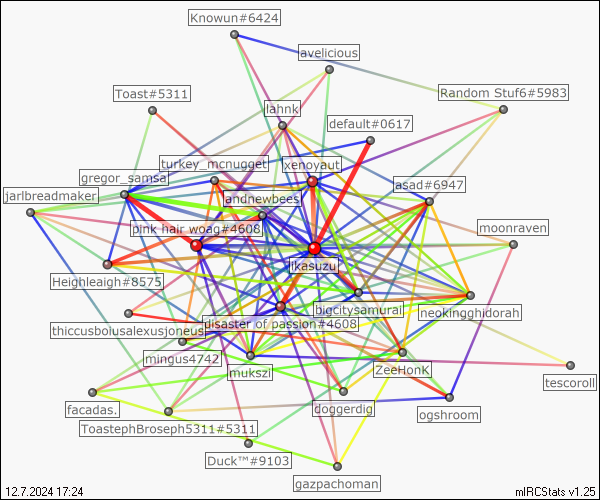 Knowun#6424
avelicious
Toast#5311
Random Stuf6#5983
lahnk
default#0617
turkey_mcnugget
xenoyaut
gregor_samsa
asad#6947
jarlbreadmaker
andnewbees
pink hair woag#4608
moonraven
ikasuzu
Heighleaigh#8575
bigcitysamurai
neokingghidorah
disaster of passion#4608
thiccusboiusalexusjoneus
mingus4742
mukszi
ZeeHonK
tescoroll
facadas.
doggerdig
ogshroom
ToastephBroseph5311#5311
Duck™#9103
gazpachoman
12.7.2024 17:24
mIRCStats v1.25